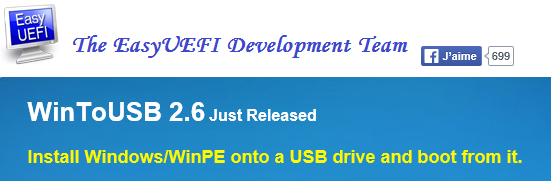 Easy
UEFI
The EasyUEFI Development Team
J'aime 699
WinToUSB 2.6 Just Released
Install Windows/WinPE onto a USB drive and boot from it.